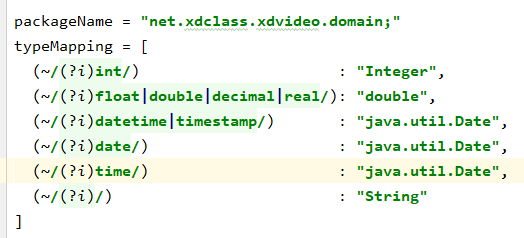 packageName = "net.xdclass.xdvideo.domain;"
typeMapping = [
(~/(?i)int/) : "Integer",
(~/(?i)float|double|decimal|real/): "double",
(~/(?i)datetime|timestamp/) : "java.util.Date",
(~/(?i)date/) : "java.util.Date",
(~/(?i)time/) : "java.util.Date",
(~/(?i)/) : "String"
]